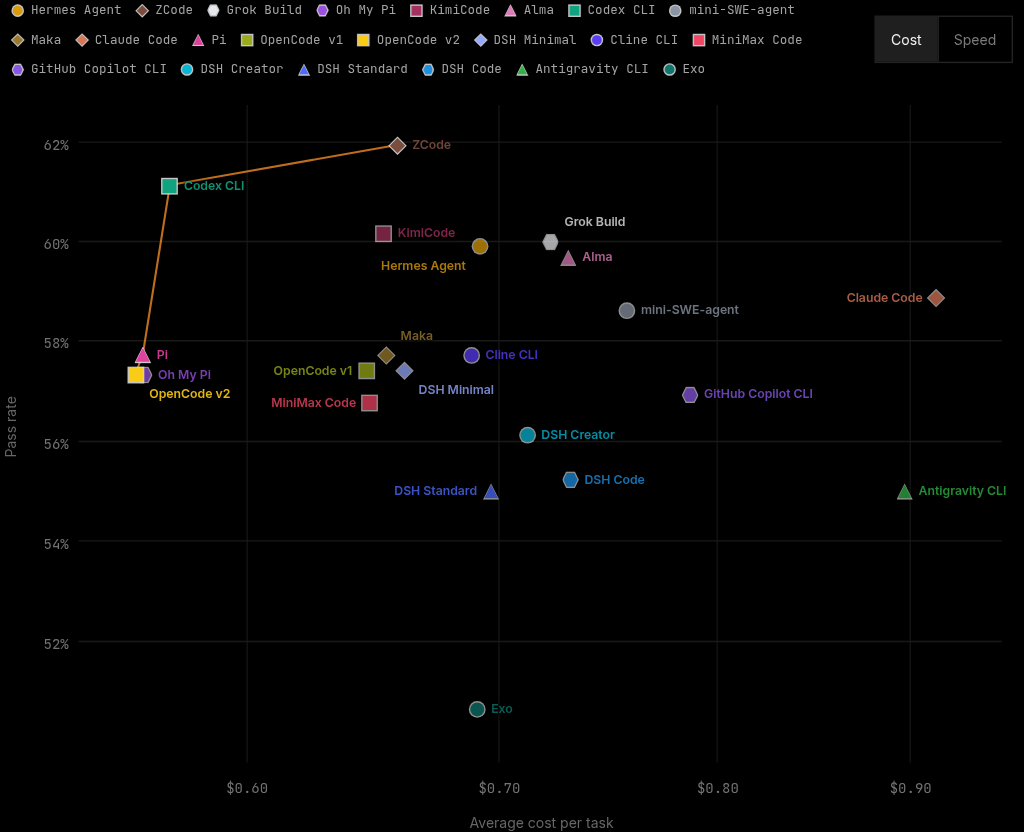 Hermes Agent ZCode Grok Build Oh My Pi KimiCode Alma Codex CLI mini-SWE-agent
Maka Claude Code Pi OpenCode v1 OpenCode v2 DSH Minimal Cline CLI MiniMax Code
GitHub Copilot CLI DSH Creator DSH Standard DSH Code Antigravity CLI Exo
Cost Speed
62%
ZCode
Codex CLI
Grok Build
KimiCode
60%
Alma
Hermes Agent
Claude Code
mini-SWE-agent
Maka
58%
Pi
Cline CLI
OpenCode v1
Oh My Pi
DSH Minimal
OpenCode v2
GitHub Copilot CLI
MiniMax Code
Pass rate
DSH Creator
56%
DSH Code
DSH Standard
Antigravity CLI
54%
52%
Exo
$0.60 $0.70 $0.80 $0.90
Average cost per task